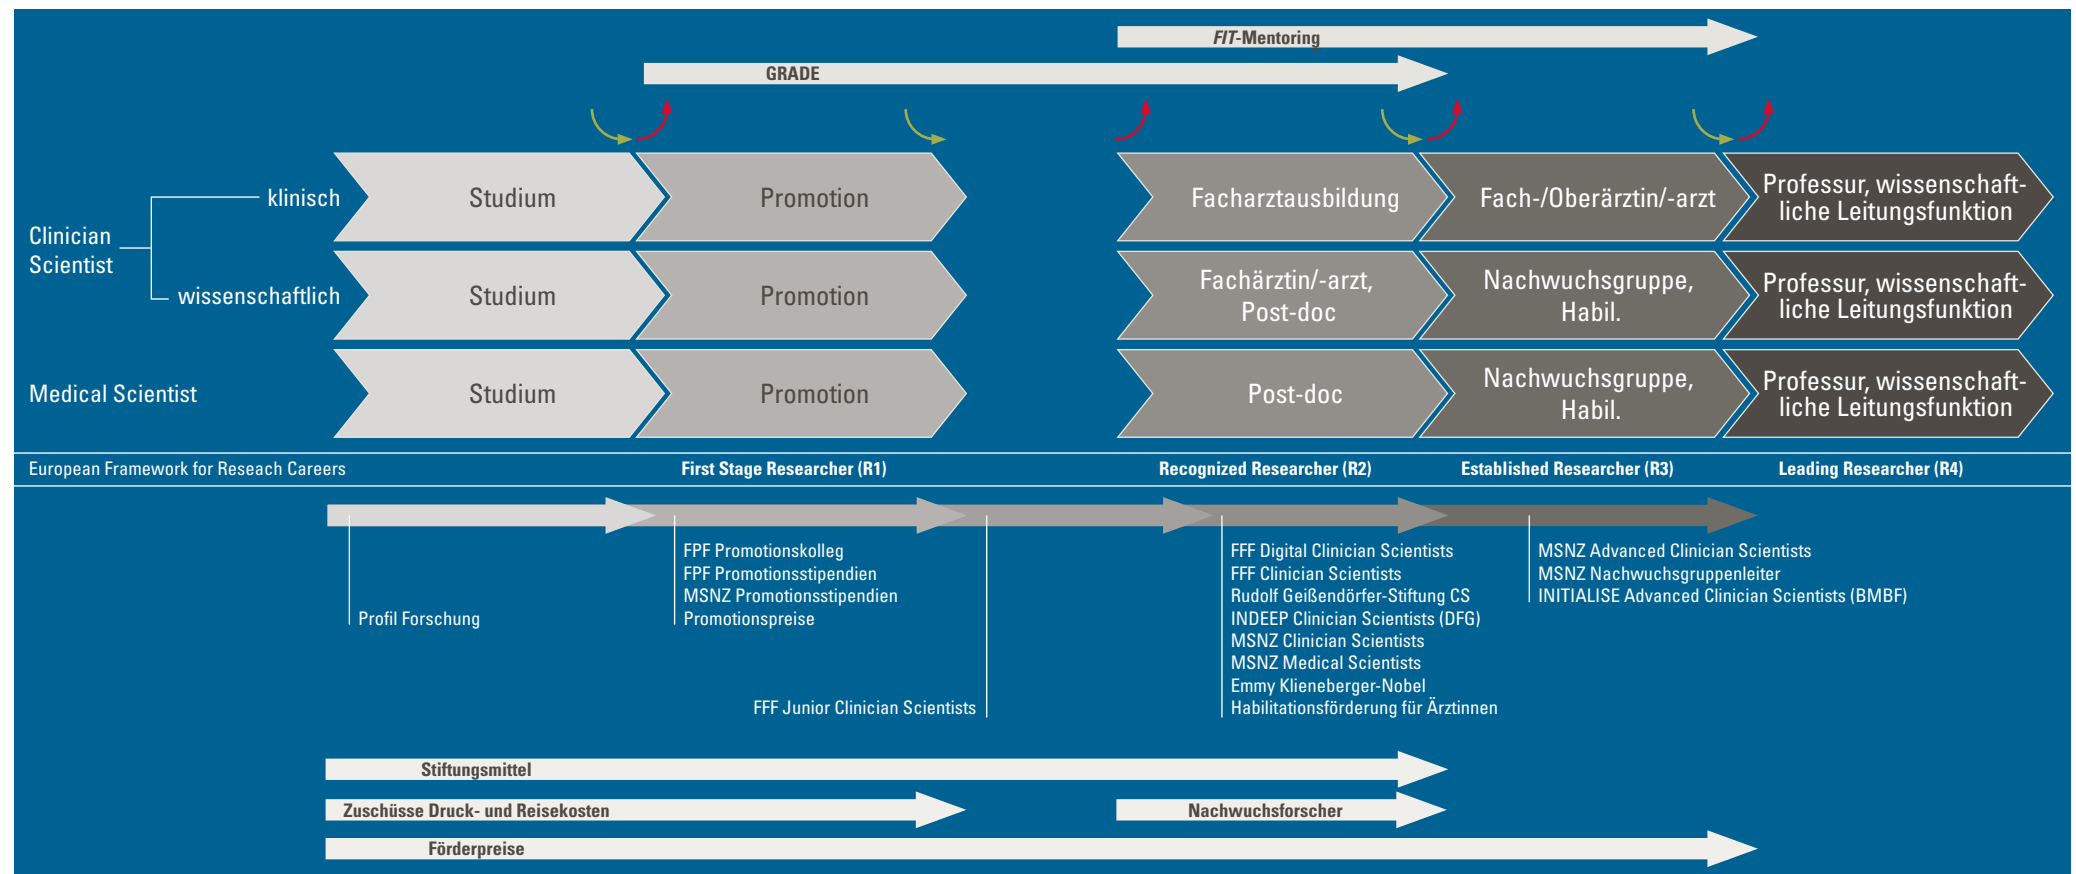 FIT-Mentoring
GRADE
Clinician
Scientist
klinisch
Studium
Promotion
Facharztausbildung
Fach-/Oberärztin/-arzt
Professur, wissenschaft-
liche Leitungsfunktion
wissenschaftlich
Studium
Promotion
Fachärztin/-arzt,
Post-doc
Nachwuchsgruppe,
Habil.
Professur, wissenschaft-
liche Leitungsfunktion
Medical Scientist
Studium
Promotion
Post-doc
Nachwuchsgruppe,
Habil.
Professur, wissenschaft-
liche Leitungsfunktion
European Framework for Reseach Careers
First Stage Researcher (R1)
Recognized Researcher (R2)
Established Researcher (R3)
Leading Researcher (R4)
Profil Forschung
FPF Promotionskolleg
FPF Promotionsstipendien
MSNZ Promotionsstipendien
Promotionspreise
FFF Junior Clinician Scientists
FFF Digital Clinician Scientists
FFF Clinician Scientists
Rudolf Geißendörfer-Stiftung CS
INDEEP Clinician Scientists (DFG)
MSNZ Clinician Scientists
MSNZ Medical Scientists
Emmy Klieneberger-Nobel
Habilitationsförderung für Ärztinnen
MSNZ Advanced Clinician Scientists
MSNZ Nachwuchsgruppenleiter
INITIALISE Advanced Clinician Scientists (BMBF)
Stiftungsmittel
Zuschüsse Druck- und Reisekosten
Nachwuchsforscher
Förderpreise